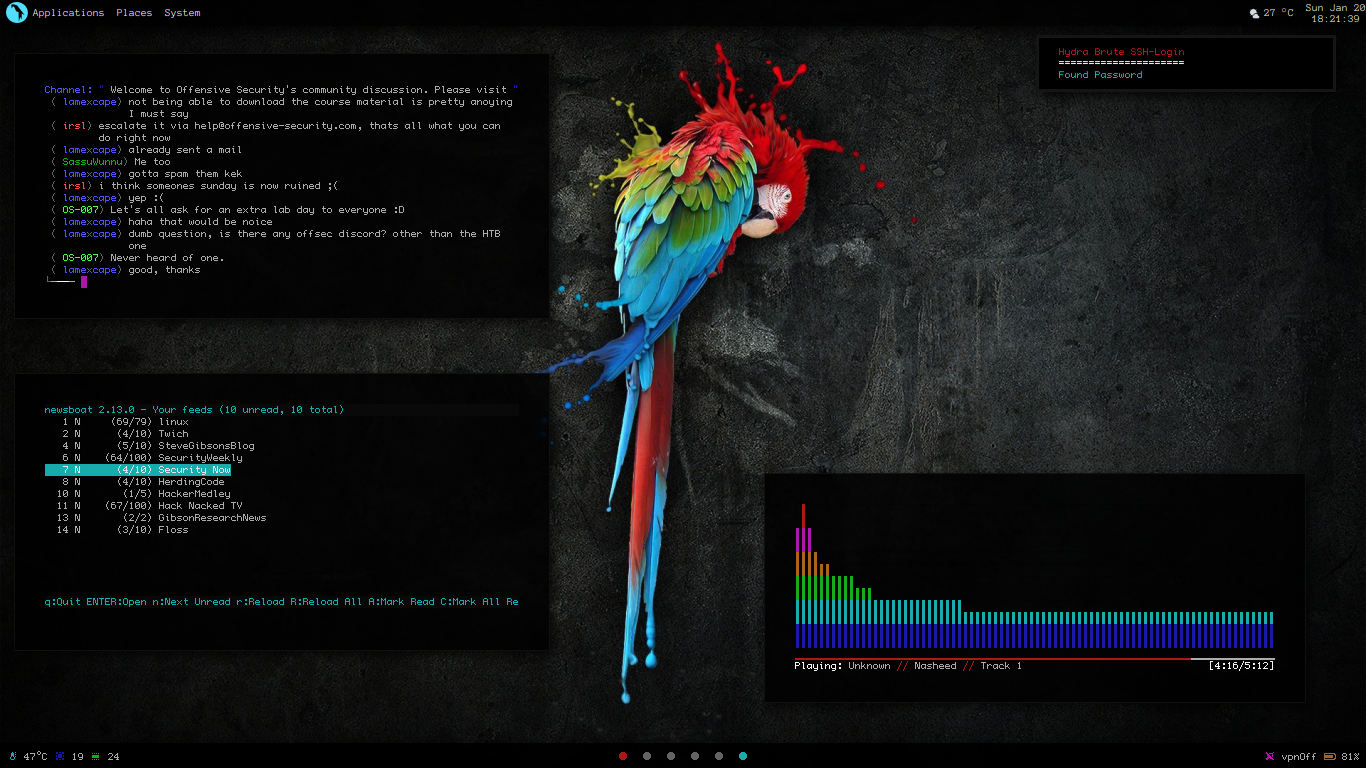 Applications Places System
27 °C
Sun Jan 20
18:21:39
Hydra Brute SSH-Login
=====================
Found Password
Channel: " Welcome to Offensive Security's community discussion. Please visit "
( lamexcape) not being able to download the course material is pretty anoying
I must say
( irsl) escalate it via help@offensive-security.com, thats all what you can
do right now
( lamexcape) already sent a mail
( SassuWunnu) Me too
( lamexcape) gotta spam them kek
( irsl) i think someones sunday is now ruined ;(
( lamexcape) yep :(
( OS-007) Let's all ask for an extra lab day to everyone :D
( lamexcape) haha that would be noice
( lamexcape) dumb question, is there any offsec discord? other than the HTB
one
( OS-007) Never heard of one.
( lamexcape) good, thanks
newsboat 2.13.0 - Your feeds (10 unread, 10 total)
1 N (69/79) linux
2 N (4/10) Twich
4 N (5/10) SteveGibsonsBlog
6 N (64/100) SecurityWeekly
7 N (4/10) Security Now
8 N (4/10) HerdingCode
10 N (1/5) HackerMedley
11 N (67/100) Hack Nacked TV
13 N (2/2) GibsonResearchNews
14 N (3/10) Floss
q:Quit ENTER:Open n:Next Unread r:Reload R:Reload All A:Mark Read C:Mark All Re
Playing: Unknown // Nasheed // Track 1 [4:16/5:12]
47°C 19 24
vpnOff 81%